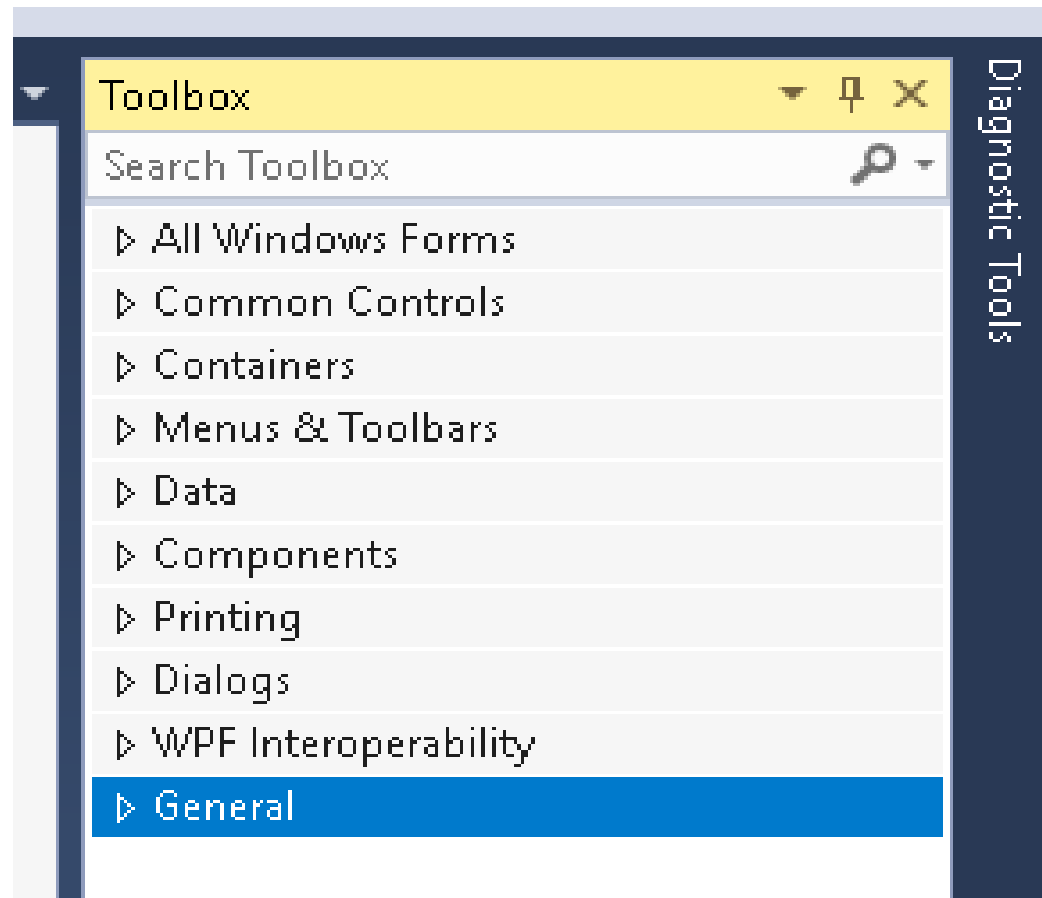 Toolbox
Search Toolbox
All Windows Forms
Common Controls
Containers
Menus & Toolbars
Data
Components
Printing
Dialogs
WPF Interoperability
General
Diagnostic Tools